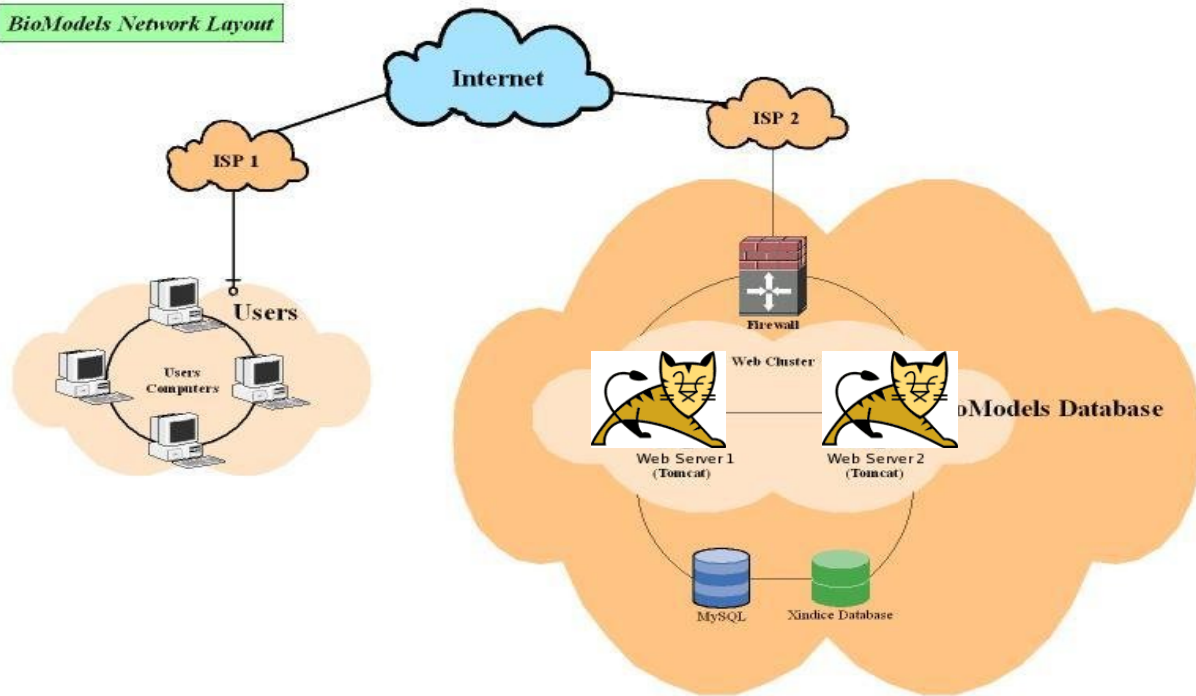 BioModels Network Layout
Internet
ISP 1
ISP 2
Users
Users
Computers
Firewall
Web Cluster
oModels Database
Web Server 1
(Tomcat)
Web Server 2
(Tomcat)
MySQL
Xindice Database